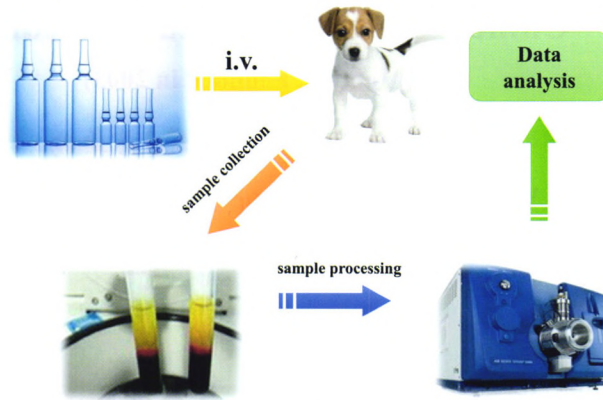 i.v.
Data
analysis
sample collection
sample processing